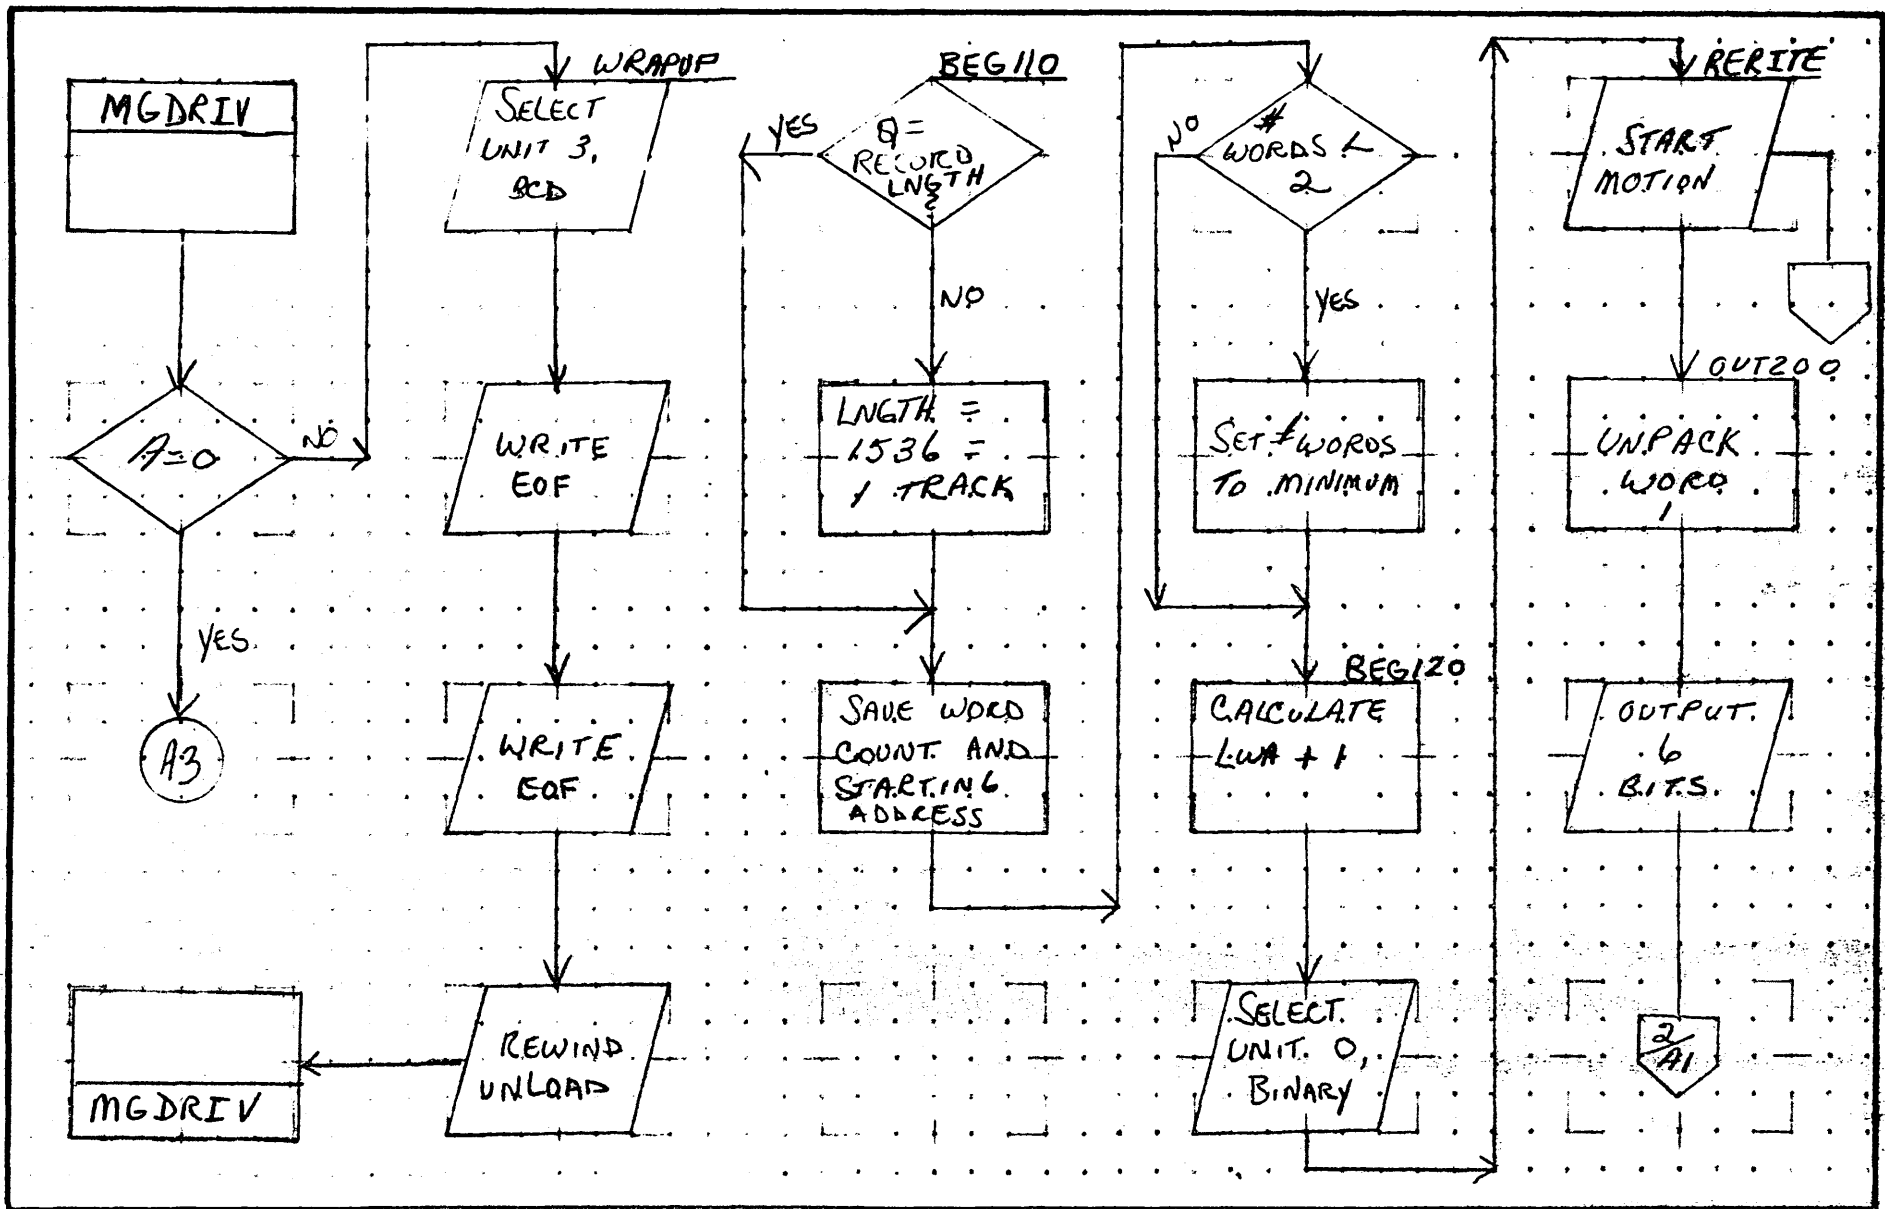 MGDRIV
A=0
NO
YES
A3
MGDRIV
WRAPUP
SELECT
UNIT 3,
BCD
WRITE
EOF
WRITE
EOF
REWIND
UNLOAD
BEG110
Q=
RECORD
LNGTH
?
YES
NO
LNGTH =
1536 =
1 TRACK
SAVE WORD
COUNT AND
STARTING
ADDRESS
#
WORDS <
2
NO
YES
SET # WORDS
TO MINIMUM
BEG120
CALCULATE
LWA + 1
SELECT
UNIT 0,
BINARY
RERITE
START
MOTION
OUT200
UNPACK
WORD
1
OUTPUT
6
BITS
2/A1